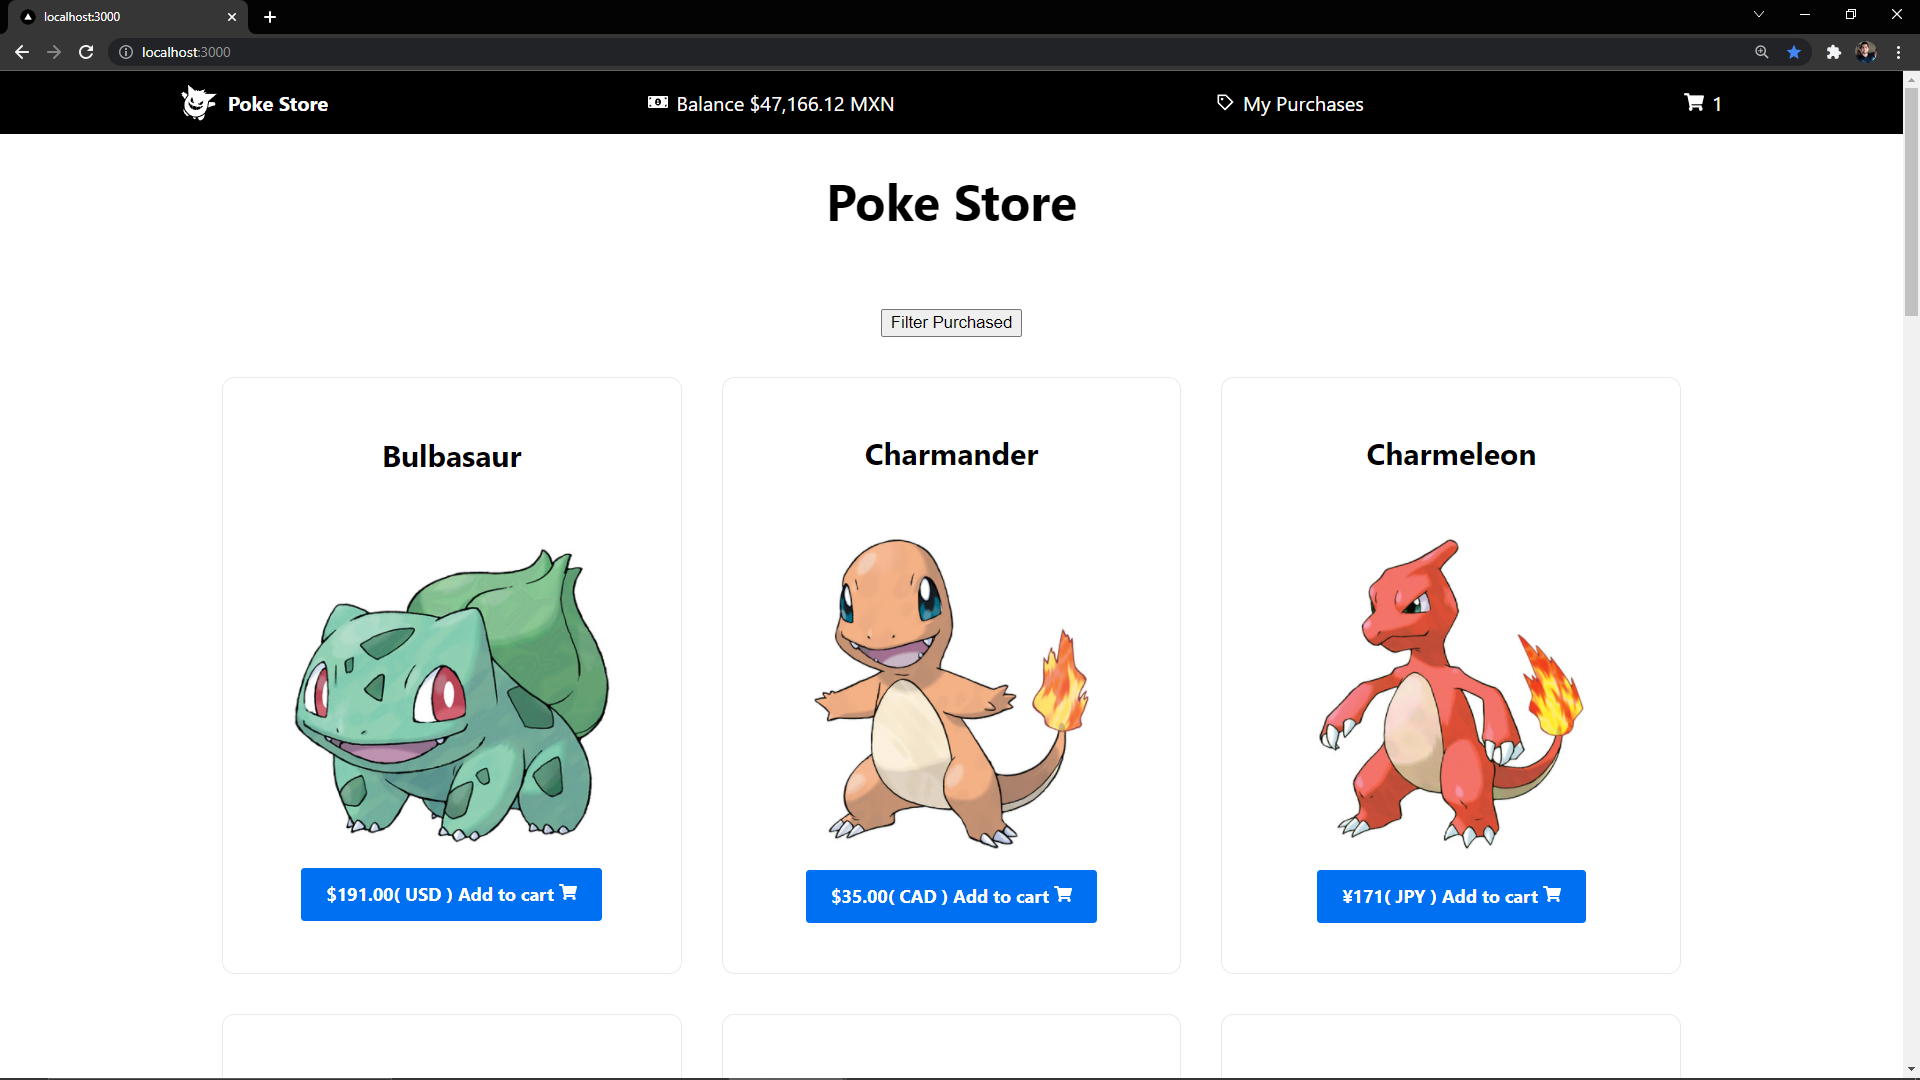 localhost:3000
localhost:3000
Poke Store
Balance $47,166.12 MXN
My Purchases
1
Poke Store
Filter Purchased
Bulbasaur
Charmander
Charmeleon
$191.00( USD ) Add to cart
$35.00( CAD ) Add to cart
¥171( JPY ) Add to cart